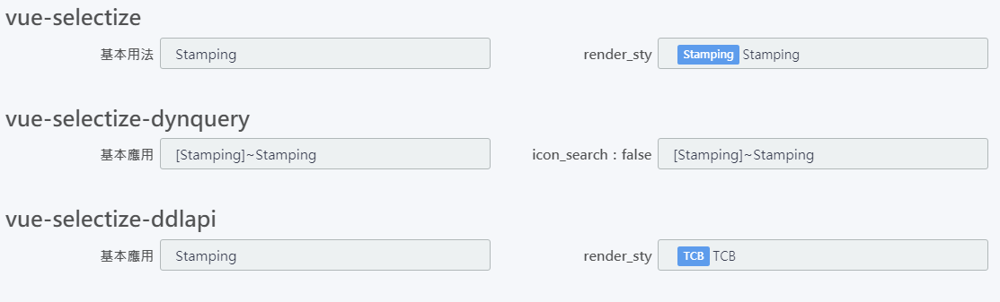 vue-selectize
基本用法 Stamping render_sty Stamping Stamping
vue-selectize-dynquery
基本應用 [Stamping]~Stamping icon_search：false [Stamping]~Stamping
vue-selectize-ddlapi
基本應用 Stamping render_sty TCB TCB